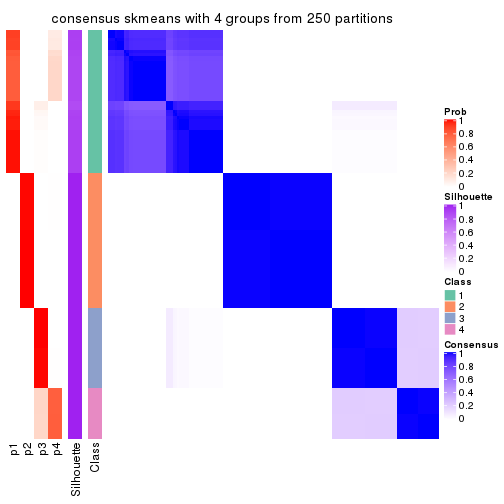 consensus skmeans with 4 groups from 250 partitions
Prob
1
0.8
0.6
0.4
0.2
0
Silhouette
1
0.8
0.6
0.4
0.2
0
Class
1
2
3
4
Consensus
1
0.8
0.6
0.4
0.2
0
p1
p2
p3
p4
Silhouette
Class